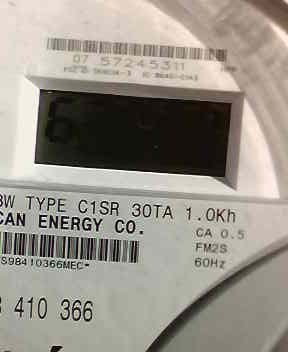 07 57245311
6
3W TYPE C1SR 30TA 1.0Kh
CAN ENERGY CO.
CA 0.5
FM2S
60Hz
S98410366MEC*
410 366